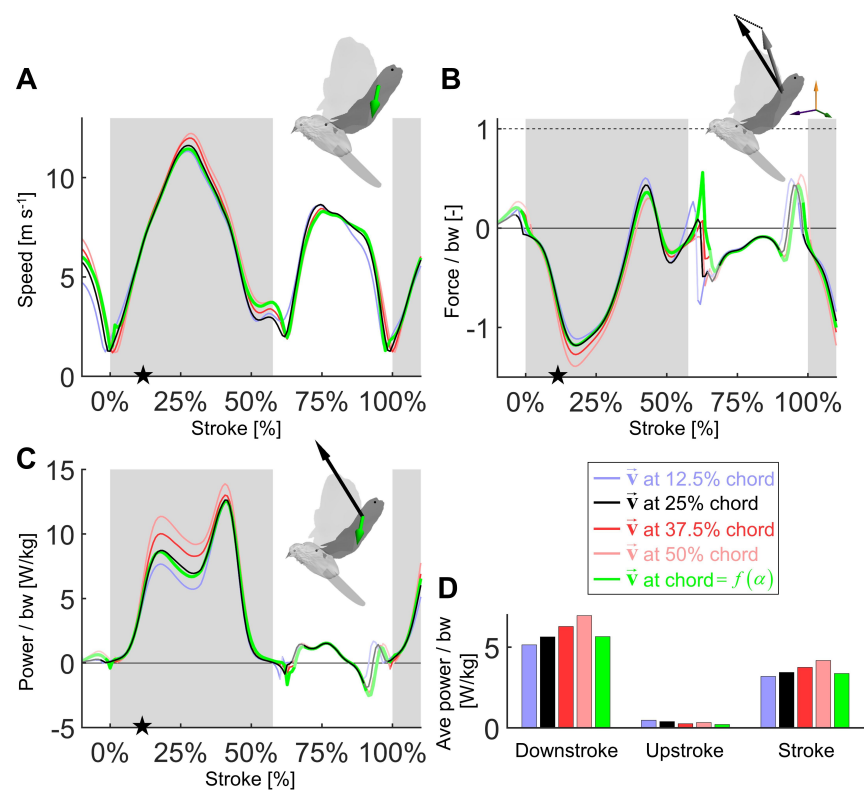 A
Speed [m s⁻¹]
10
5
0
0% 25% 50% 75% 100%
Stroke [%]
B
Force / bw [-]
1
0
-1
0% 25% 50% 75% 100%
Stroke [%]
C
Power / bw [W/kg]
15
10
5
0
-5
0% 25% 50% 75% 100%
Stroke [%]
v⃗ at 12.5% chord
v⃗ at 25% chord
v⃗ at 37.5% chord
v⃗ at 50% chord
v⃗ at chord = f(α)
D
Ave power / bw
[W/kg]
5
0
Downstroke Upstroke Stroke